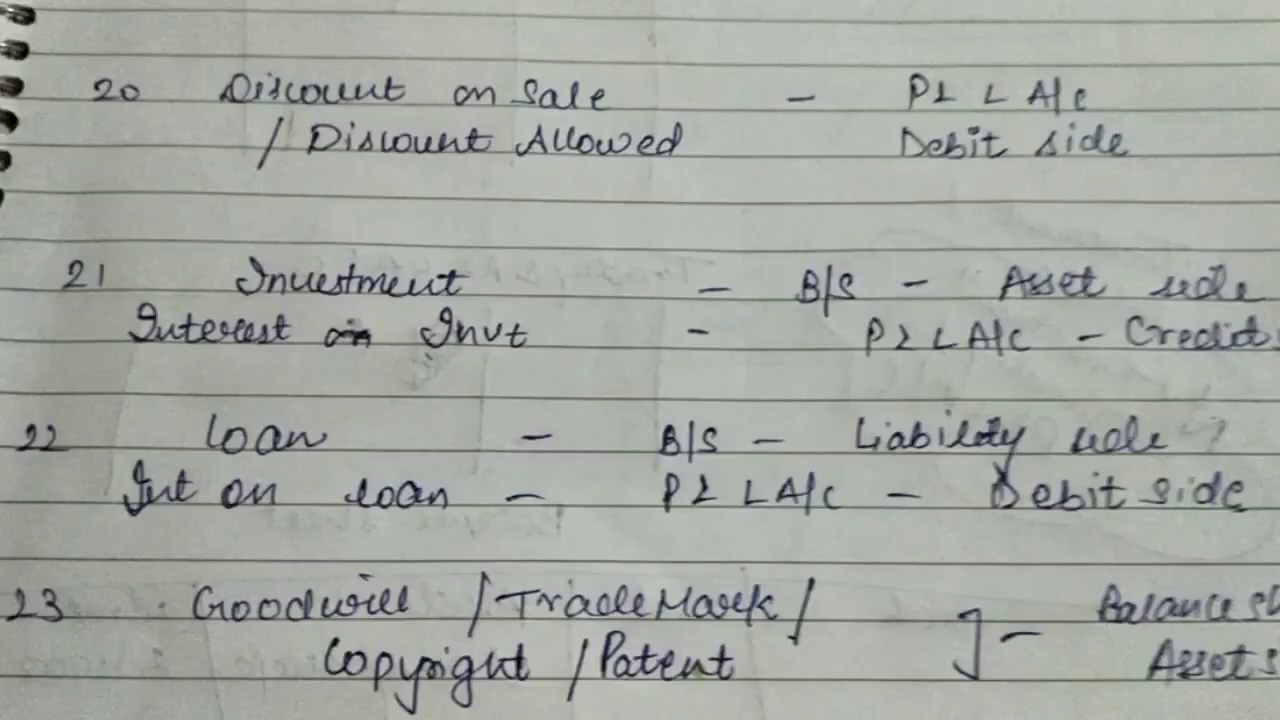 20 Discount on Sale - P & L A/c
/ Discount Allowed Debit side
21 Investment - B/S - Asset side
Interest on Invt - P & L A/c - Credit
22 Loan - B/S - Liability side
Int on loan - P & L A/c - Debit side
23 Goodwill / TradeMark / ] - Balance
Copyright / Patent Assets